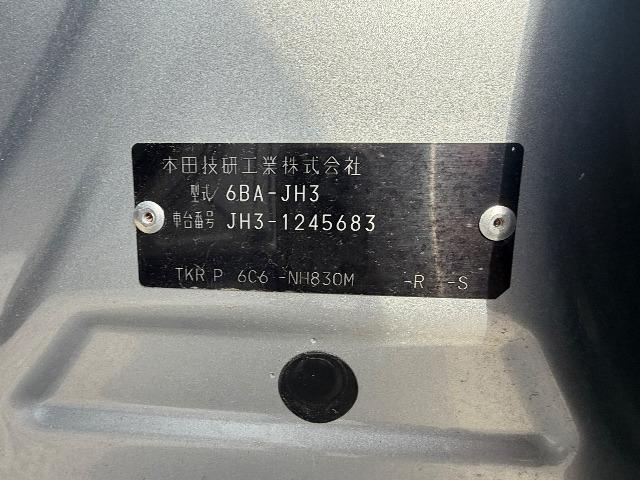 本田技研工業株式会社
型式 6BA-JH3
車台番号 JH3-1245683
TKR P 6C6 -NH830M -R -S